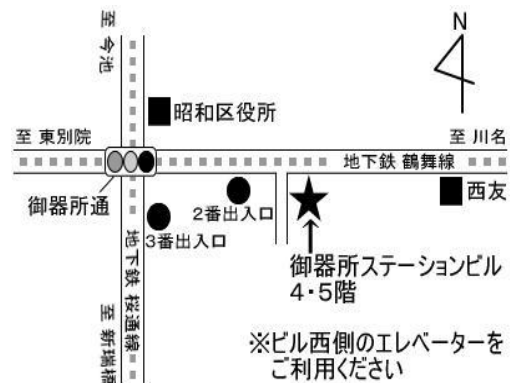 至 今池
N
昭和区役所
至 東別院
至 川名
地下鉄 鶴舞線
御器所通
2番出入口
西友
3番出入口
地下鉄 桜通線
御器所ステーションビル
4・5階
至 新瑞橋
※ビル西側のエレベーターを
ご利用ください